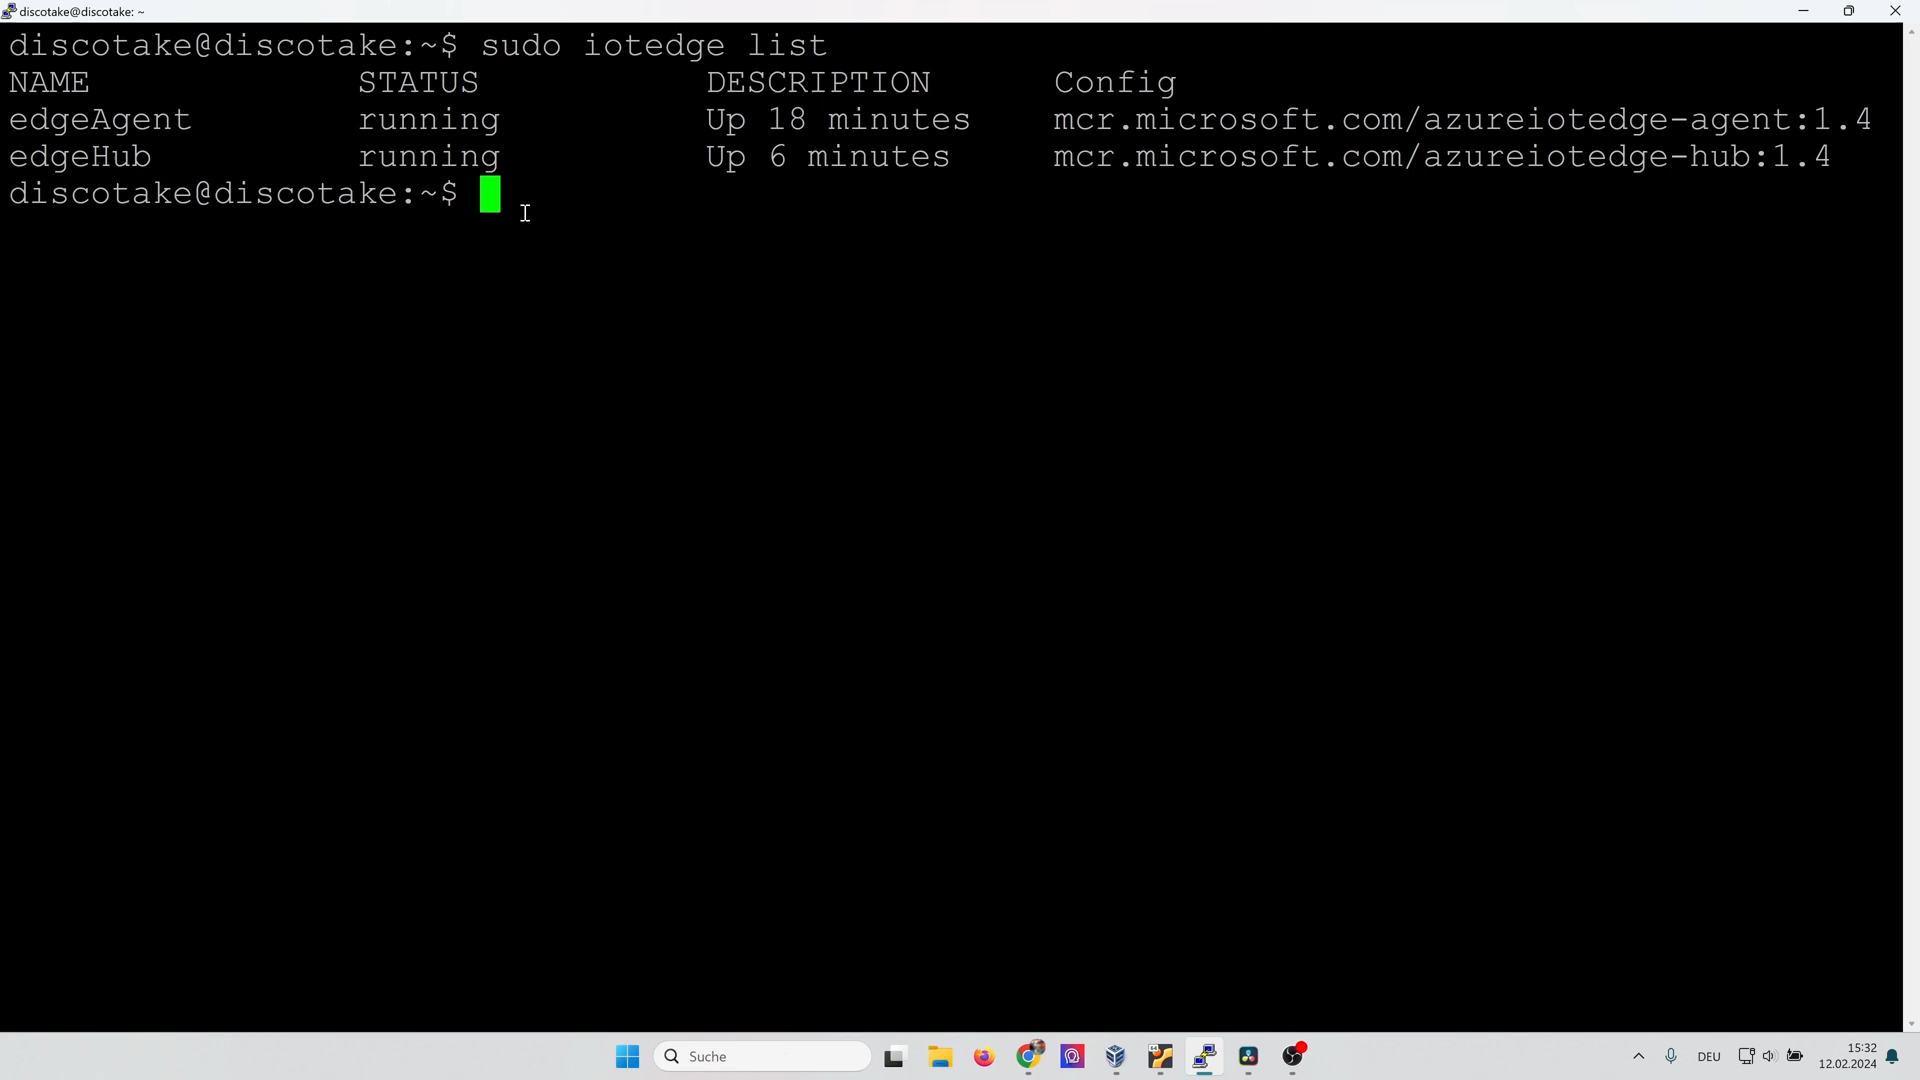 discotake@discotake: ~
discotake@discotake:~$ sudo iotedge list
NAME STATUS DESCRIPTION Config
edgeAgent running Up 18 minutes mcr.microsoft.com/azureiotedge-agent:1.4
edgeHub running Up 6 minutes mcr.microsoft.com/azureiotedge-hub:1.4
discotake@discotake:~$
Suche
DEU
15:32
12.02.2024